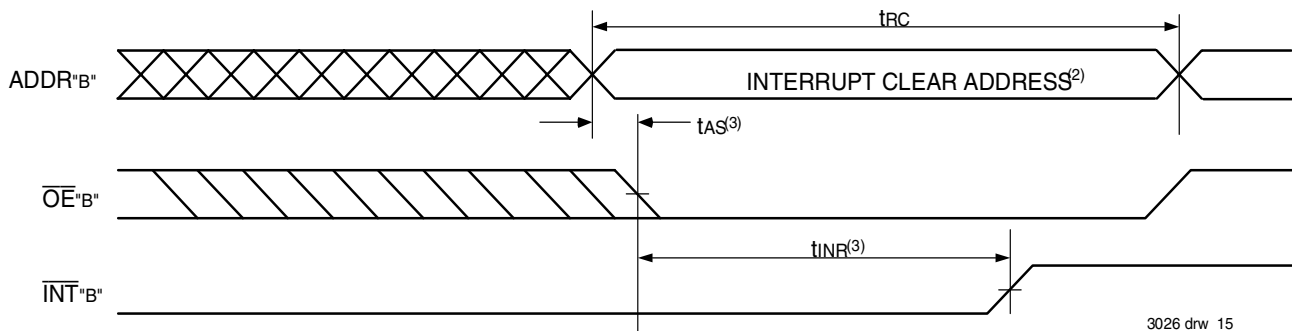 tRC
ADDR"B"
INTERRUPT CLEAR ADDRESS(2)
tAS(3)
OE"B"
tINR(3)
INT"B"
3026 drw 15